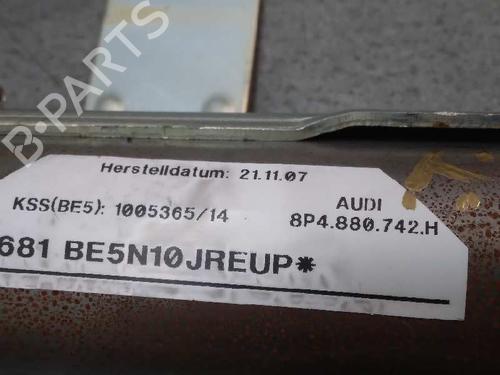 B-PARTS
Herstelldatum: 21.11.07
KSS(BE5): 1005365/14
AUDI
8P4.880.742.H
681 BE5N10JREUP*